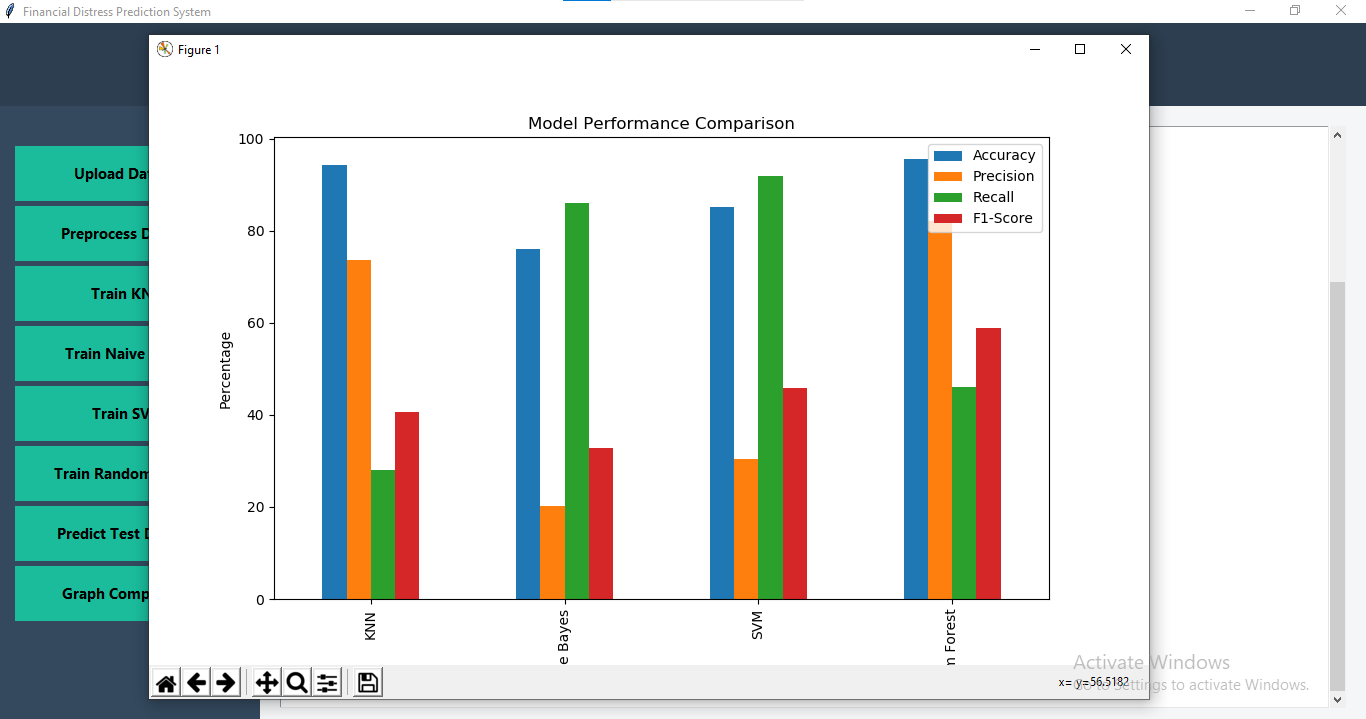 Financial Distress Prediction System
Figure 1
Model Performance Comparison
100
80
60
40
20
0
Percentage
Accuracy
Precision
Recall
F1-Score
KNN
e Bayes
SVM
m Forest
Upload Da
Preprocess D
Train KN
Train Naive
Train SV
Train Random
Predict Test D
Graph Comp
x= y=56.5182
Activate Windows
Go to Settings to activate Windows.